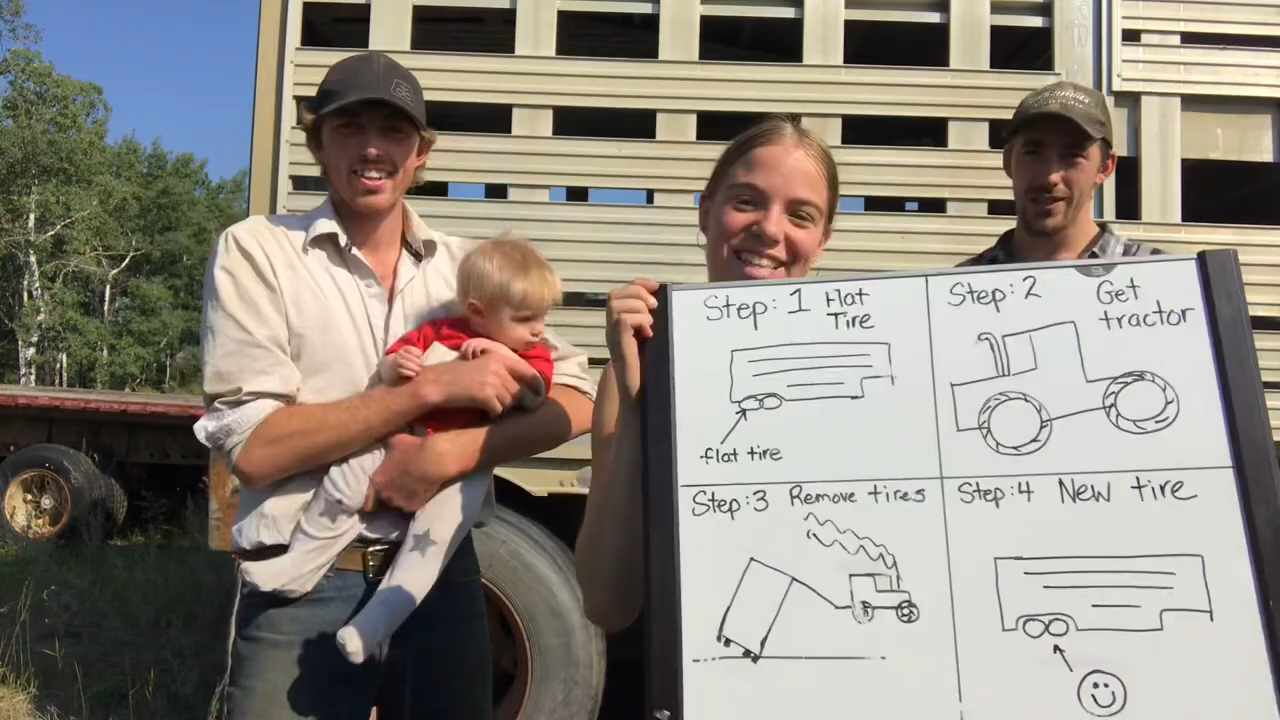 Step: 1 Flat
Tire
flat tire
Step: 2 Get
tractor
Step: 3 Remove tires
Step: 4 New tire